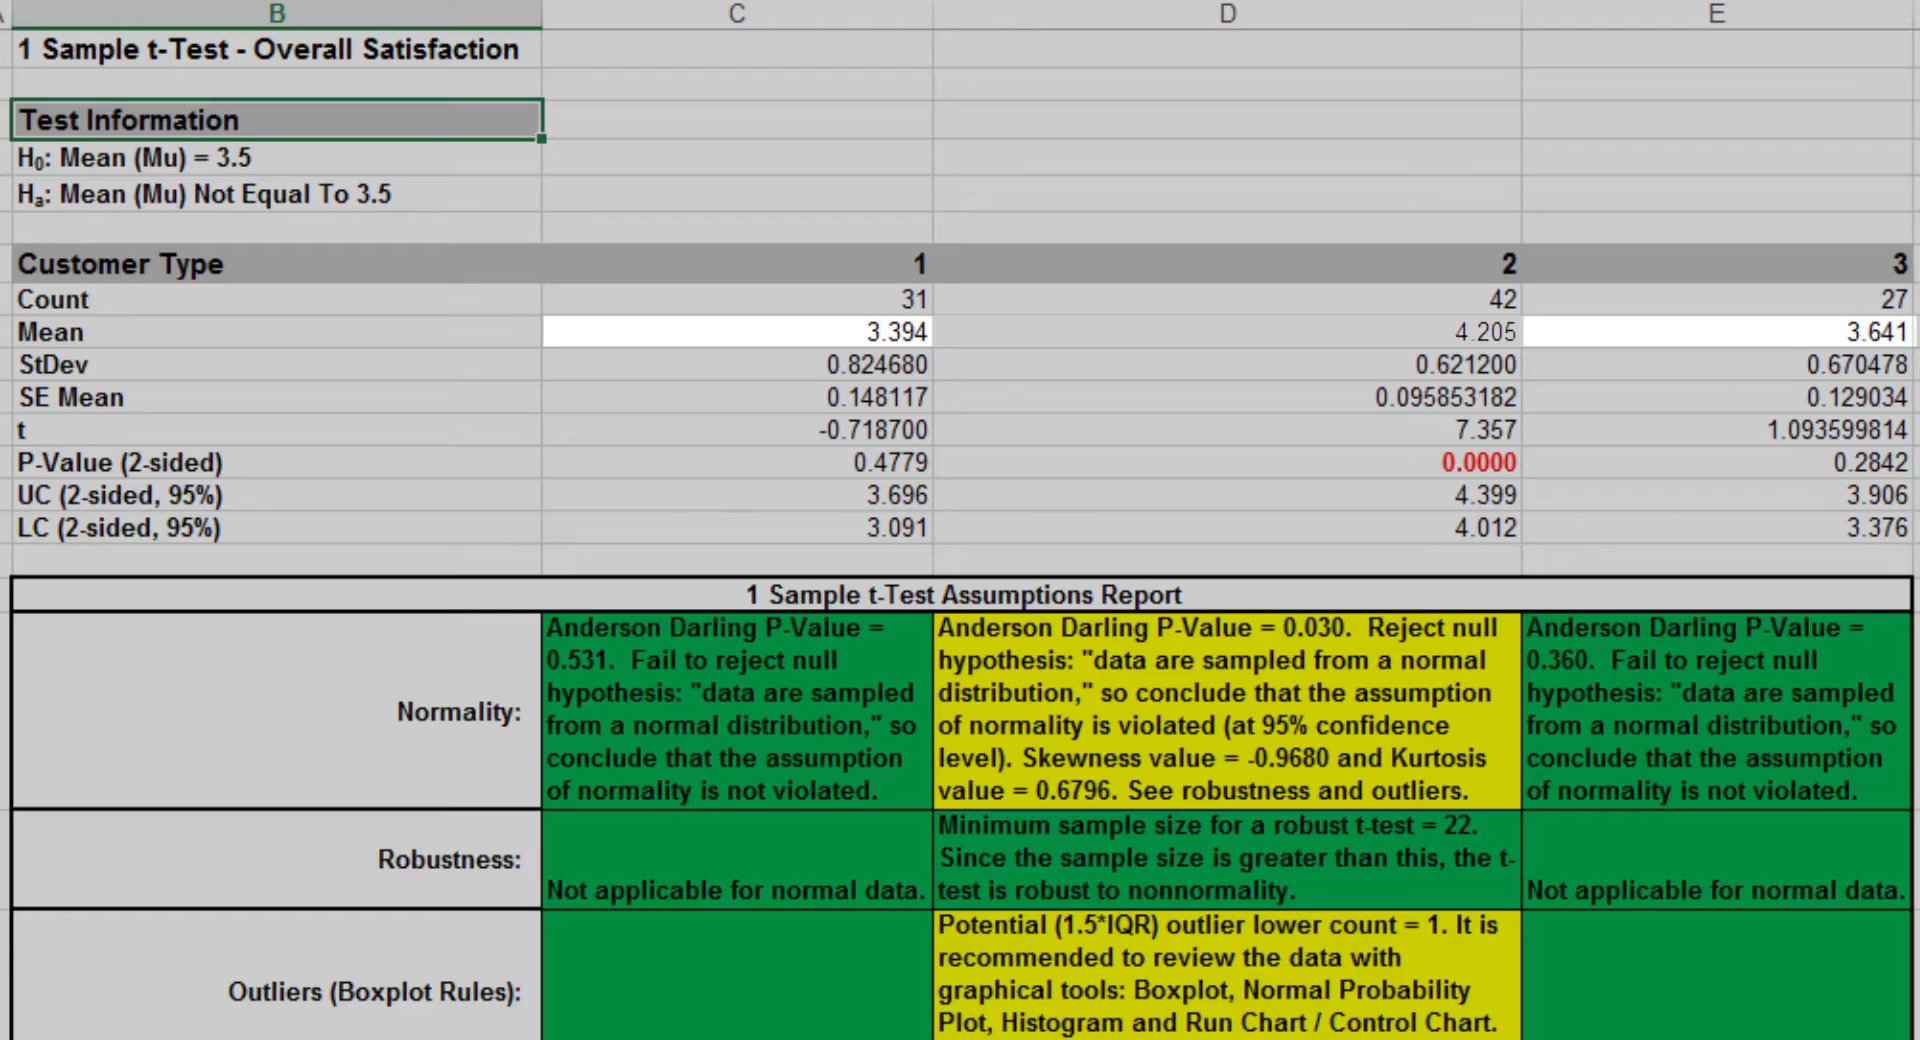 B C D E
1 Sample t-Test - Overall Satisfaction
Test Information
H₀: Mean (Mu) = 3.5
Hₐ: Mean (Mu) Not Equal To 3.5
Customer Type 1 2 3
Count 31 42 27
Mean 3.394 4.205 3.641
StDev 0.824680 0.621200 0.670478
SE Mean 0.148117 0.095853182 0.129034
t -0.718700 7.357 1.093599814
P-Value (2-sided) 0.4779 0.0000 0.2842
UC (2-sided, 95%) 3.696 4.399 3.906
LC (2-sided, 95%) 3.091 4.012 3.376
1 Sample t-Test Assumptions Report
Normality:
Anderson Darling P-Value =
0.531. Fail to reject null
hypothesis: "data are sampled
from a normal distribution," so
conclude that the assumption
of normality is not violated.
Anderson Darling P-Value = 0.030. Reject null
hypothesis: "data are sampled from a normal
distribution," so conclude that the assumption
of normality is violated (at 95% confidence
level). Skewness value = -0.9680 and Kurtosis
value = 0.6796. See robustness and outliers.
Anderson Darling P-Value =
0.360. Fail to reject null
hypothesis: "data are sampled
from a normal distribution," so
conclude that the assumption
of normality is not violated.
Robustness:
Not applicable for normal data.
Minimum sample size for a robust t-test = 22.
Since the sample size is greater than this, the t-
test is robust to nonnormality.
Not applicable for normal data.
Outliers (Boxplot Rules):
Potential (1.5*IQR) outlier lower count = 1. It is
recommended to review the data with
graphical tools: Boxplot, Normal Probability
Plot, Histogram and Run Chart / Control Chart.